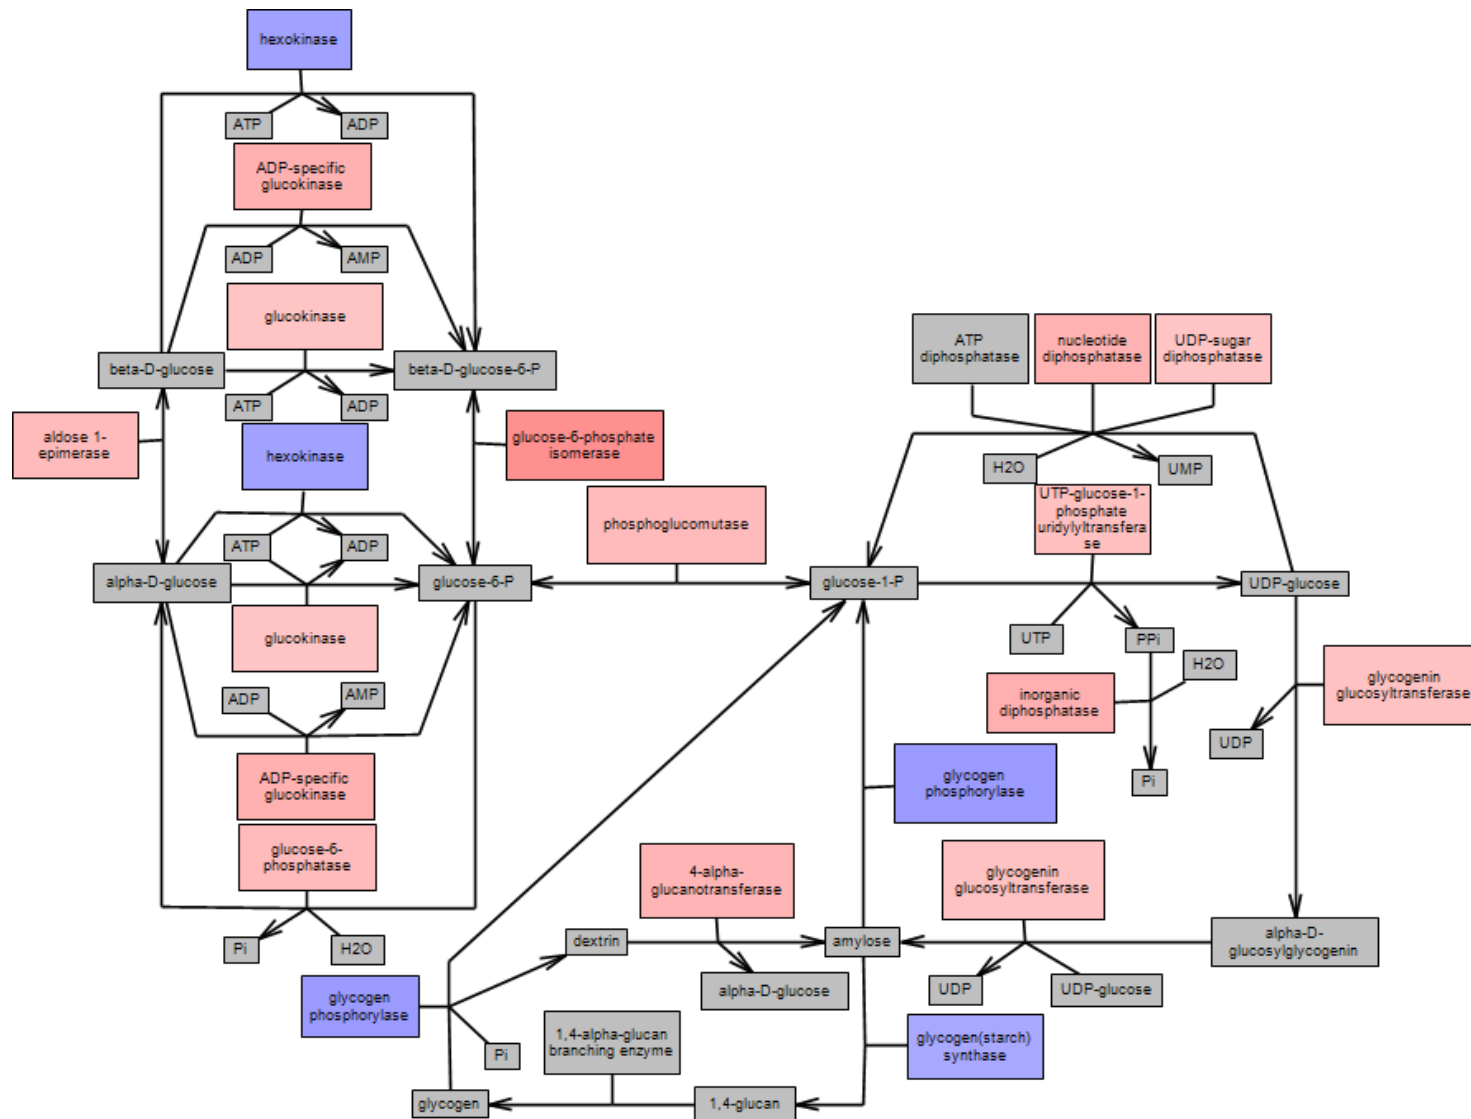 hexokinase
ATP
ADP
ADP-specific
glucokinase
ADP
AMP
glucokinase
beta-D-glucose
beta-D-glucose-6-P
ATP
ADP
aldose 1-
epimerase
hexokinase
glucose-6-phosphate
isomerase
ATP
ADP
phosphoglucomutase
alpha-D-glucose
glucose-6-P
glucokinase
ADP
AMP
ADP-specific
glucokinase
glucose-6-
phosphatase
Pi
H2O
ATP
diphosphatase
nucleotide
diphosphatase
UDP-sugar
diphosphatase
H2O
UMP
UTP-glucose-1-
phosphate
uridylyltransfera
se
glucose-1-P
UDP-glucose
UTP
PPi
H2O
inorganic
diphosphatase
glycogenin
glucosyltransferase
UDP
Pi
glycogen
phosphorylase
4-alpha-
glucanotransferase
glycogenin
glucosyltransferase
dextrin
amylose
alpha-D-
glucosylglycogenin
alpha-D-glucose
UDP
UDP-glucose
glycogen
phosphorylase
Pi
1,4-alpha-glucan
branching enzyme
glycogen(starch)
synthase
glycogen
1,4-glucan